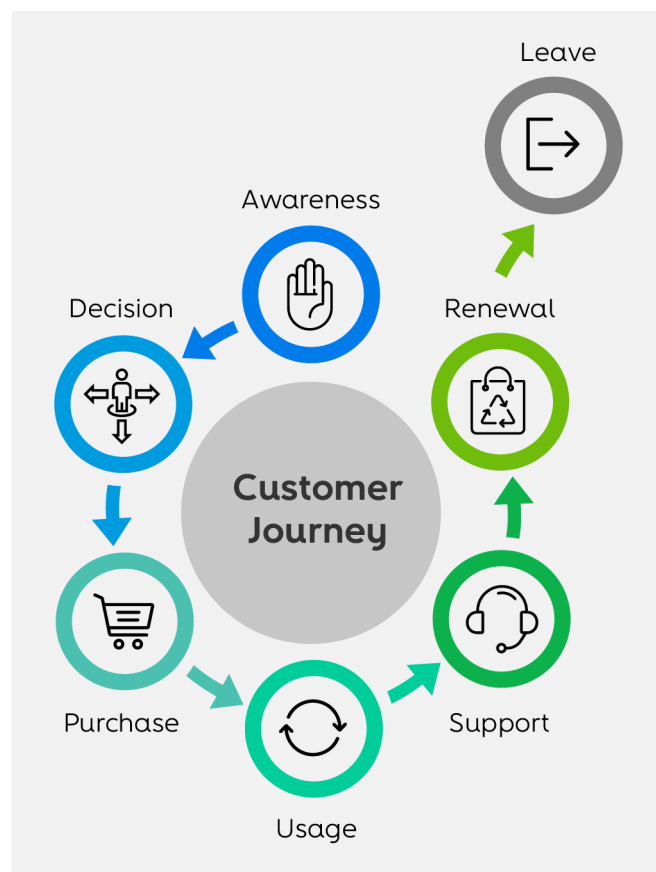 Leave
Awareness
Decision
Renewal
Customer
Journey
Purchase
Support
Usage